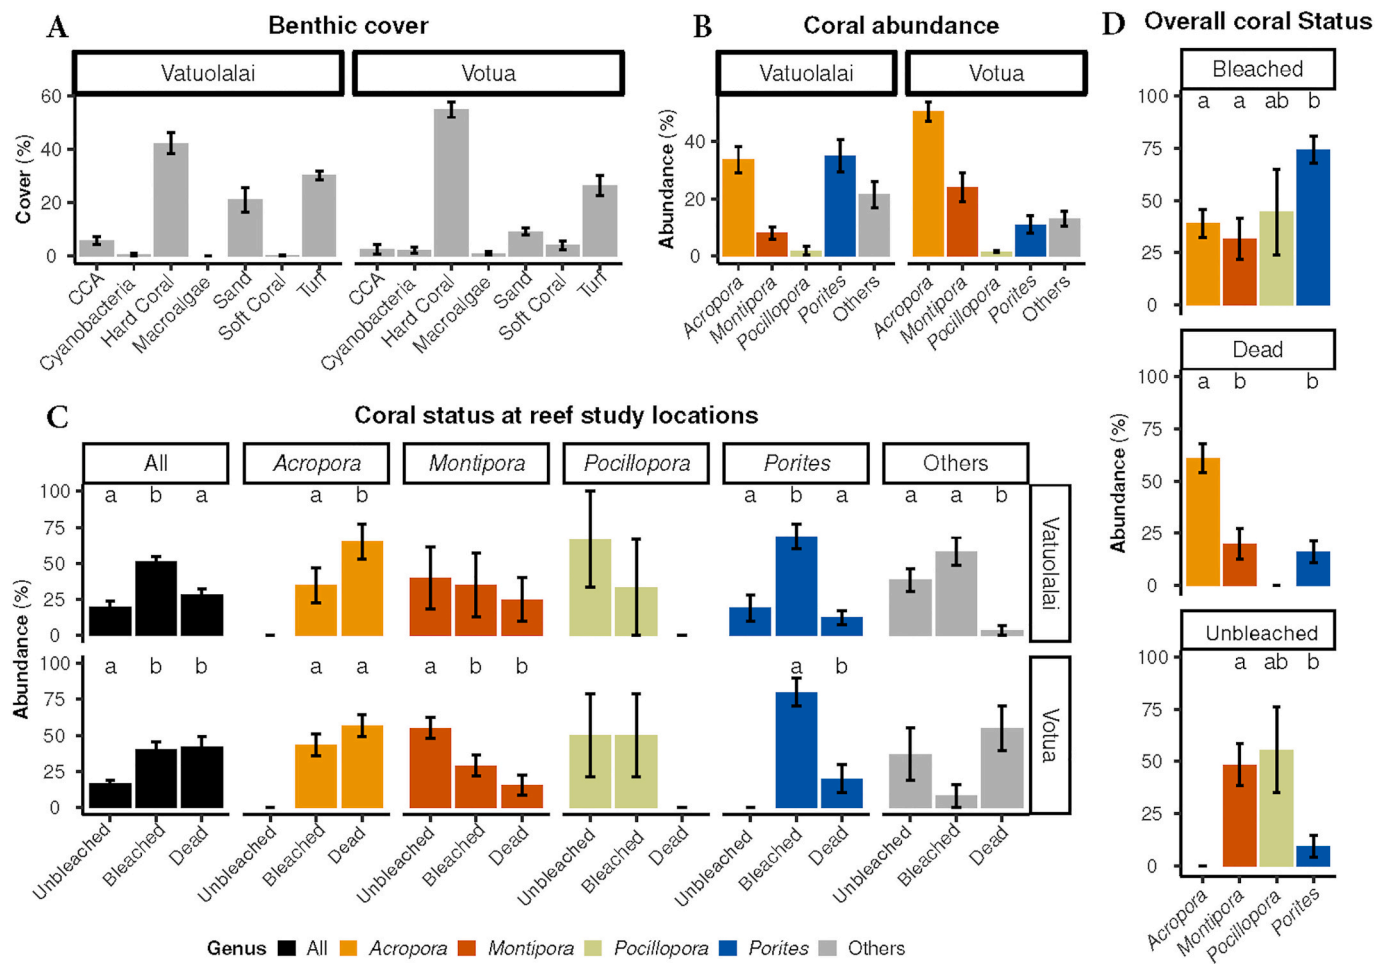 A Benthic cover
Vatuolalai Votua
Cover (%)
60
40
20
0
CCA Cyanobacteria Hard Coral Macroalgae Sand Soft Coral Turf
CCA Cyanobacteria Hard Coral Macroalgae Sand Soft Coral Turf
B Coral abundance
Vatuolalai Votua
Abundance (%)
40
20
0
Acropora Montipora Pocillopora Porites Others
Acropora Montipora Pocillopora Porites Others
C Coral status at reef study locations
All Acropora Montipora Pocillopora Porites Others
Abundance (%)
100
75
50
25
0
a b a a b a b a a a b
Vatuolalai
100
75
50
25
0
a b b a a a b b a b
Votua
Unbleached Bleached Dead
Unbleached Bleached Dead
Unbleached Bleached Dead
Unbleached Bleached Dead
Unbleached Bleached Dead
Unbleached Bleached Dead
Genus All Acropora Montipora Pocillopora Porites Others
D Overall coral Status
Bleached
100
75
50
25
0
a a ab b
Dead
Abundance (%)
100
75
50
25
0
a b b
Unbleached
100
75
50
25
0
a ab b
Acropora Montipora Pocillopora Porites